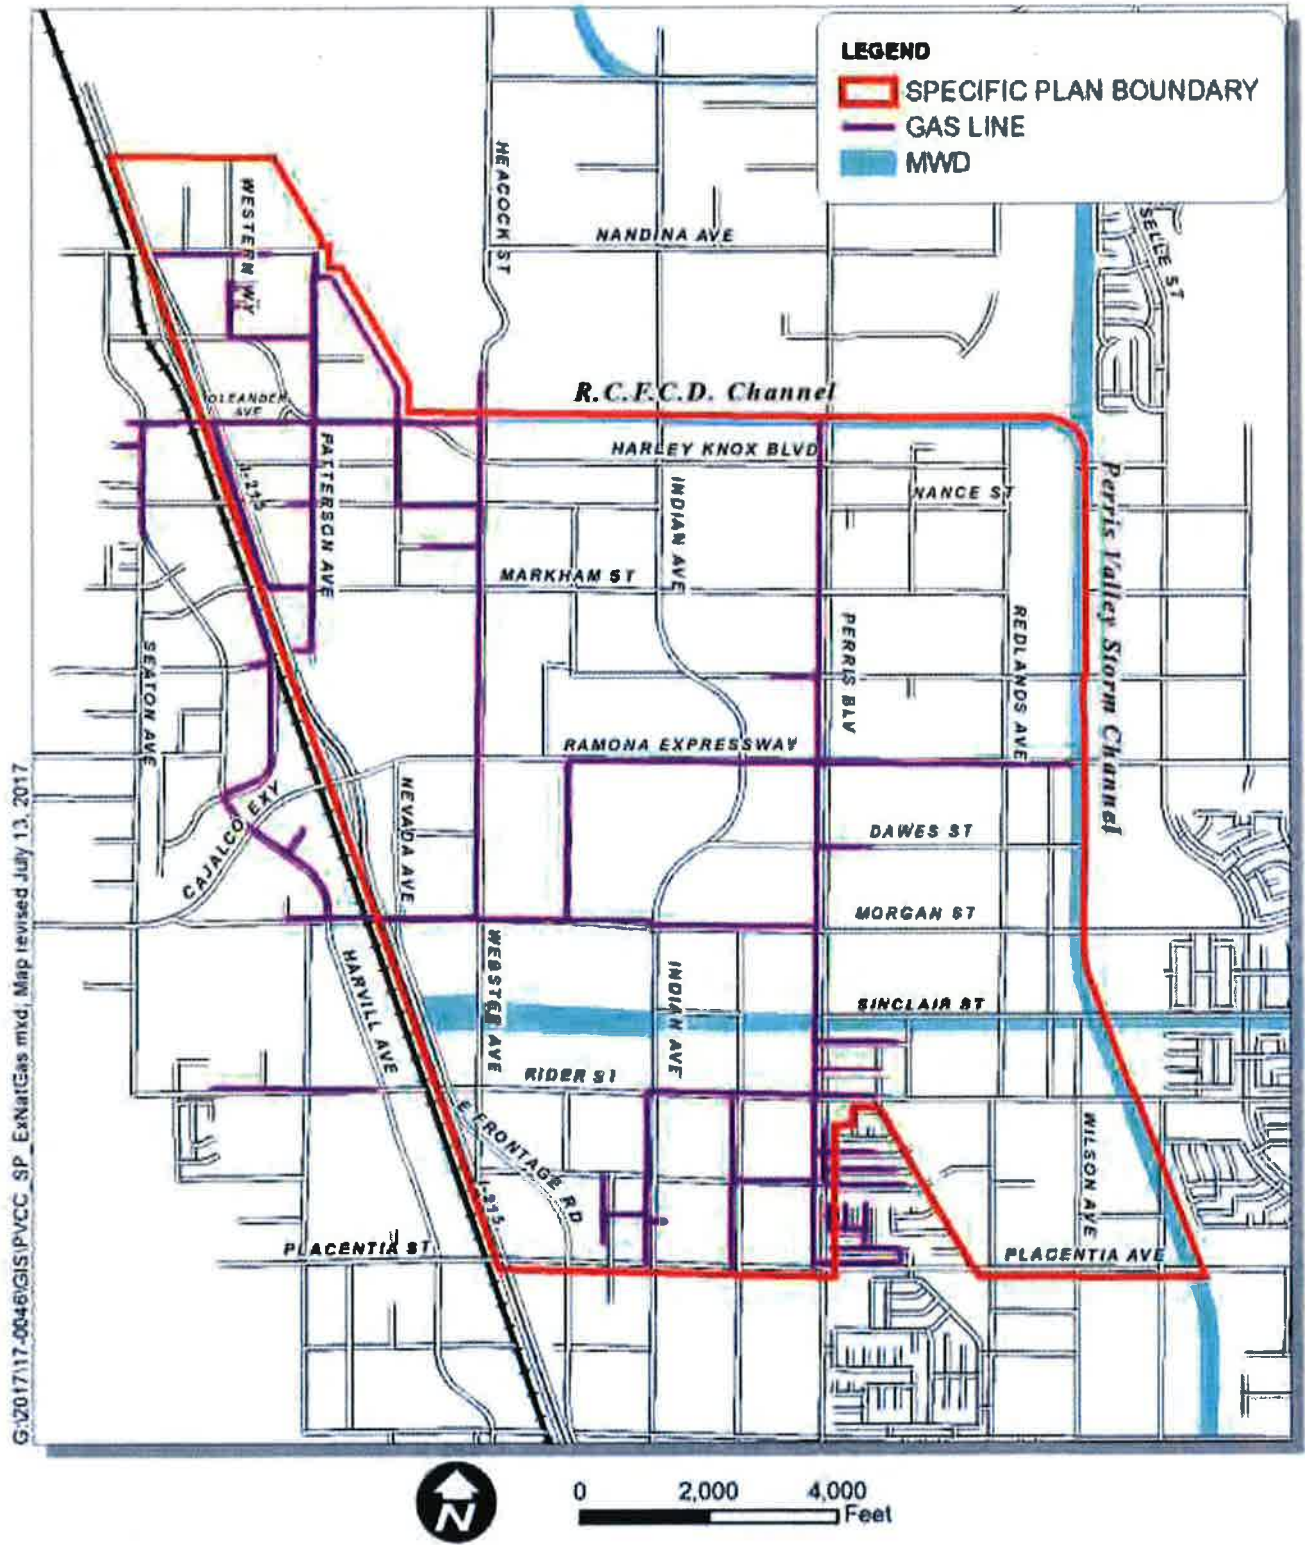 LEGEND
SPECIFIC PLAN BOUNDARY
GAS LINE
MWD
HEACOCK ST
WESTERN WY
NANDINA AVE
SELLE ST
R.C.F.C.D. Channel
OLEANDER
AVE
HARLEY KNOX BLVD
NANCE ST
I-215
PATTERSON AVE
INDIAN AVE
MARKHAM ST
Perris Valley Storm Channel
SEATON AVE
PERRIS BLV
REDLANDS AVE
RAMONA EXPRESSWAY
CAJALCO EXY
NEVADA AVE
DAWES ST
MORGAN ST
HARVILL AVE
WEBSTER AVE
INDIAN AVE
SINCLAIR ST
RIDER ST
E FRONTAGE RD
I-215
WILSON AVE
PLACENTIA ST
PLACENTIA AVE
G:\2017\17-0046\GIS\PVCC_SP_ExNatGas.mxd; Map revised July 13, 2017
N
0 2,000 4,000
Feet